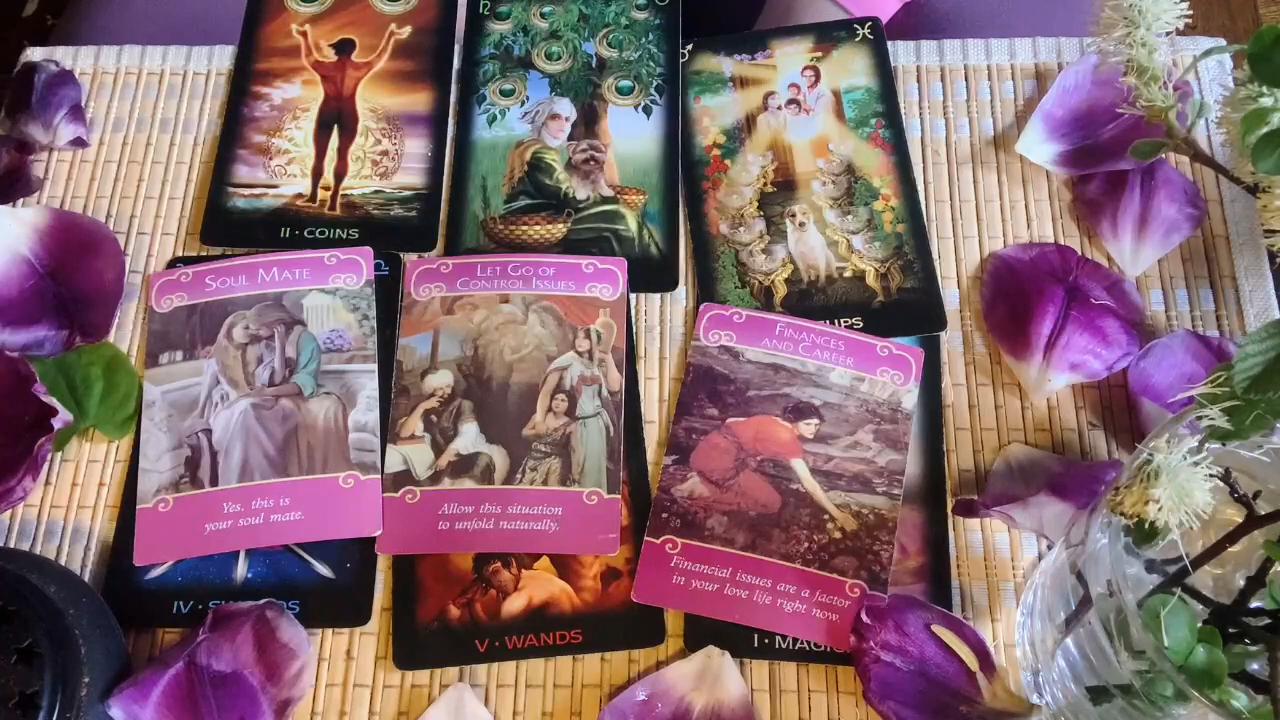 II · COINS
SOUL MATE
Yes, this is
your soul mate.
LET GO OF
CONTROL ISSUES
Allow this situation
to unfold naturally.
FINANCES
AND CAREER
Financial issues are a factor
in your love life right now.
V · WANDS